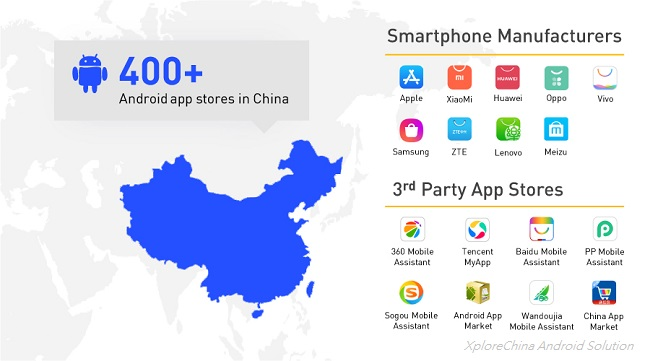 400+
Android app stores in China
Smartphone Manufacturers
Apple
XiaoMi
Huawei
Oppo
Vivo
Samsung
ZTE
Lenovo
Meizu
3rd Party App Stores
360 Mobile
Assistant
Tencent
MyApp
Baidu Mobile
Assistant
PP Mobile
Assistant
Sogou Mobile
Assistant
Android App
Market
Wandoujia
Mobile Assistant
China App
Market
XploreChina Android Solution